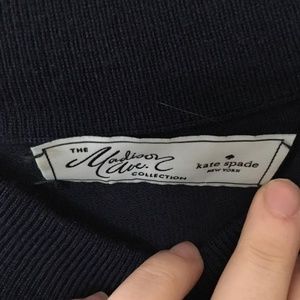 THE
Madison
Ave.
COLLECTION
kate spade
NEW YORK